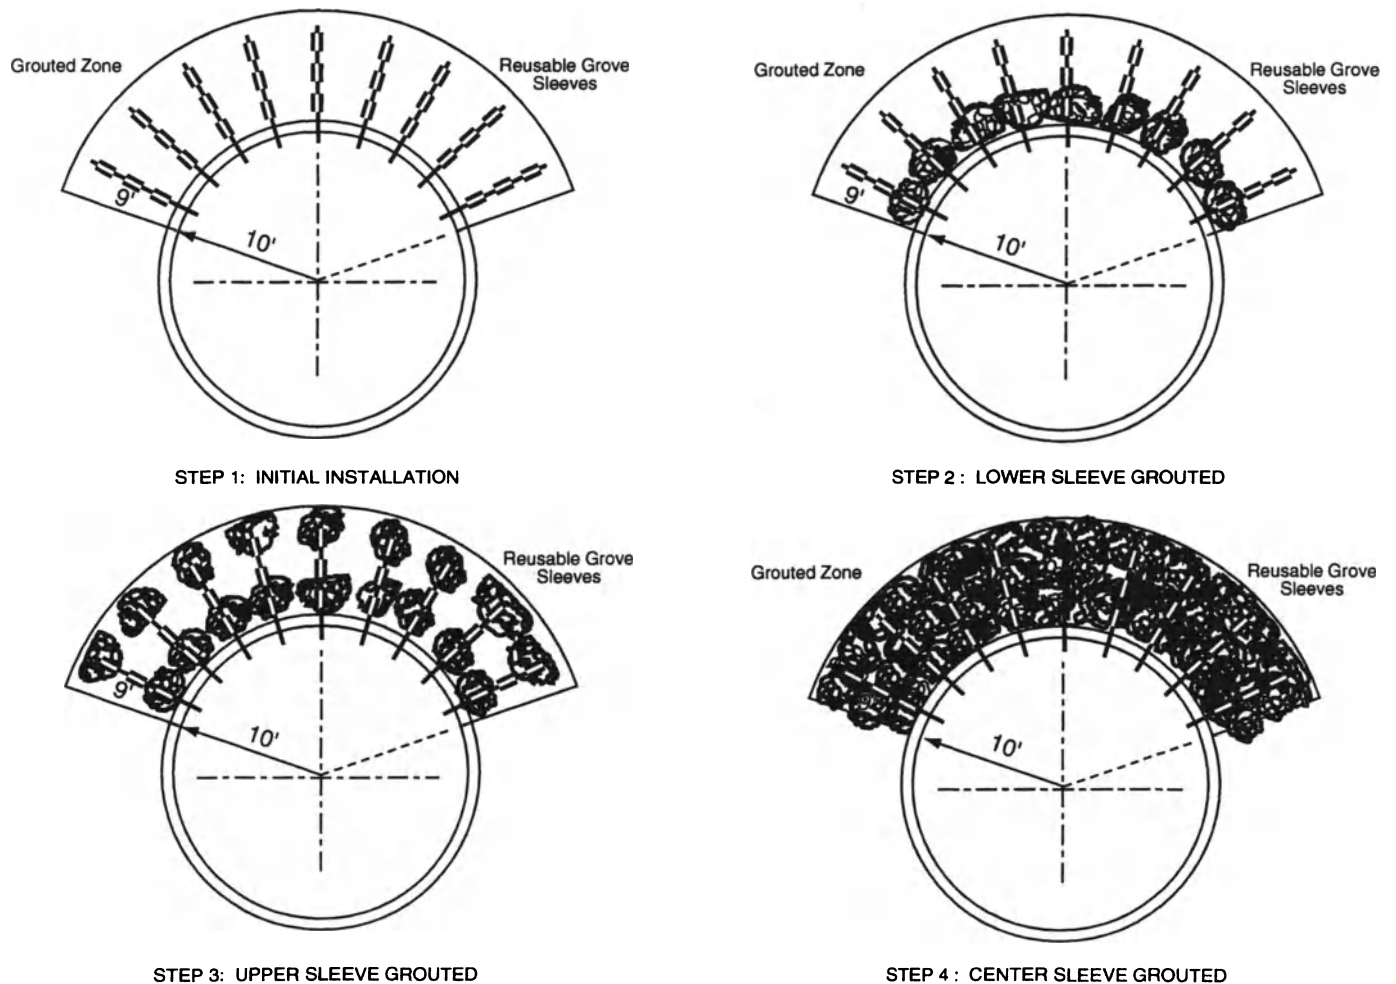 Grouted Zone
Reusable Grove
Sleeves
9'
10'
STEP 1: INITIAL INSTALLATION
Grouted Zone
Reusable Grove
Sleeves
9'
10'
STEP 2 : LOWER SLEEVE GROUTED
Reusable Grove
Sleeves
9'
10'
STEP 3: UPPER SLEEVE GROUTED
Grouted Zone
Reusable Grove
Sleeves
10'
STEP 4 : CENTER SLEEVE GROUTED